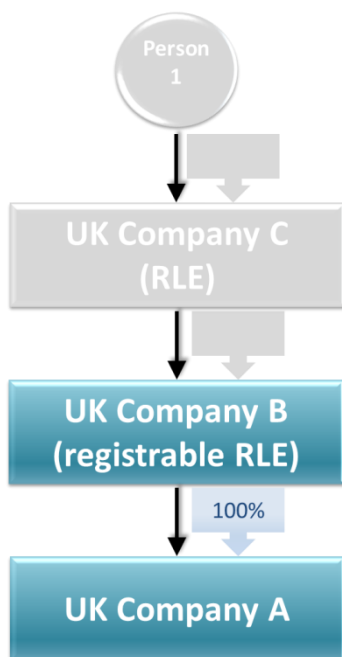 Person
1
UK Company C
(RLE)
UK Company B
(registrable RLE)
100%
UK Company A